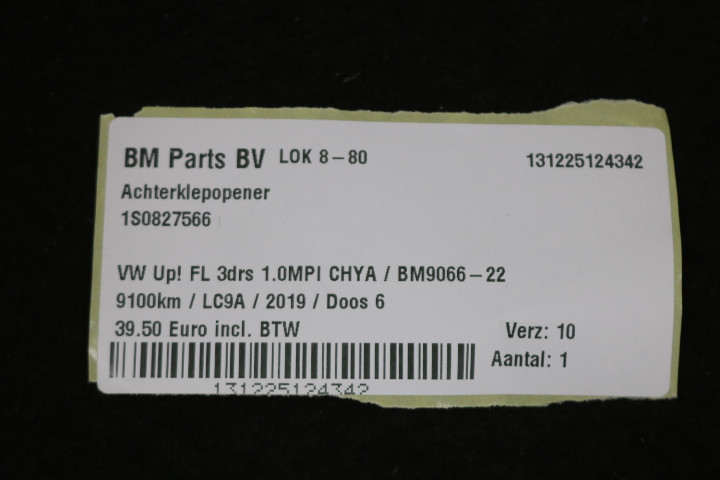 BM Parts BV LOK 8-80 131225124342
Achterklepopener
1S0827566
VW Up! FL 3drs 1.0MPI CHYA / BM9066-22
9100km / LC9A / 2019 / Doos 6
39.50 Euro incl. BTW Verz: 10
Aantal: 1
131225124342